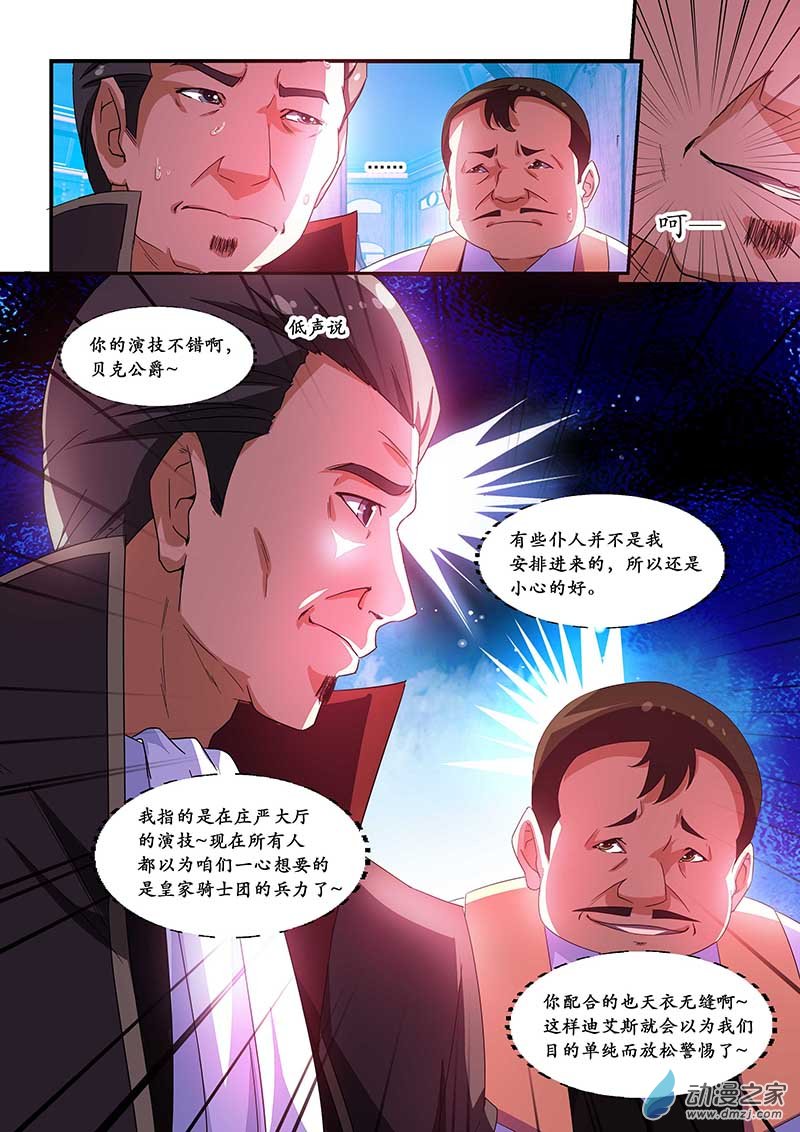 ……
呵——
低声说
你的演技不错啊，
贝克公爵~
有些仆人并不是我
安排进来的，所以还是
小心的好。
我指的是在庄严大厅
的演技~现在所有人
都以为咱们一心想要的
是皇家骑士团的兵力了~
你配合的也天衣无缝啊~
这样迪艾斯就会以为我们
目的单纯而放松警惕了~
动漫之家
www.dmzj.com